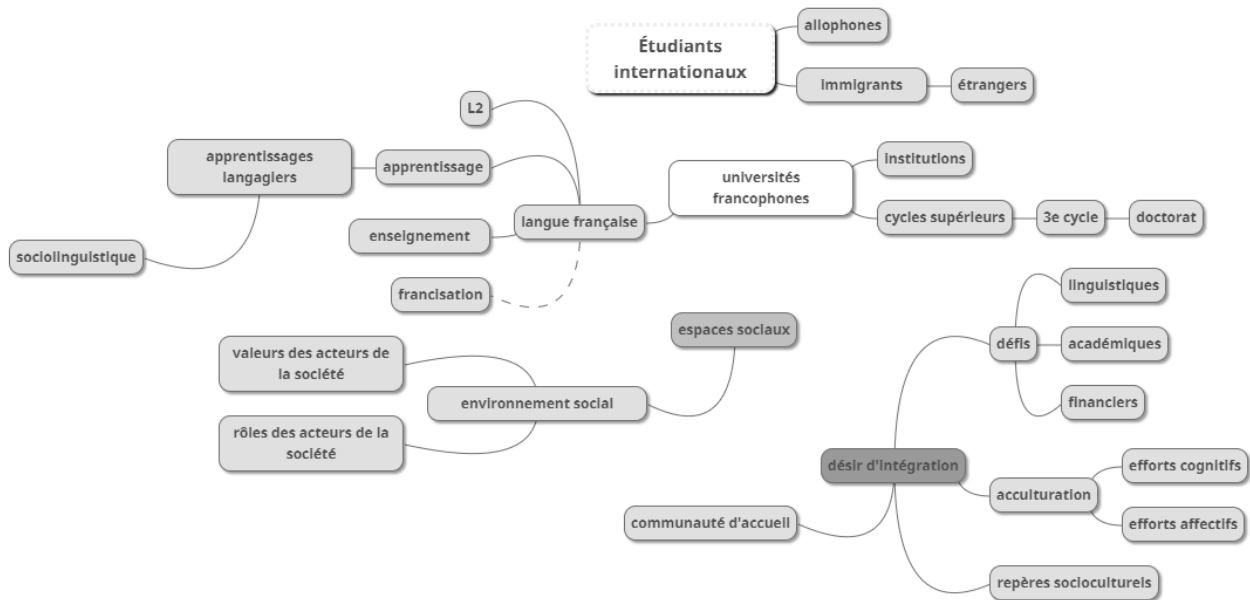 Étudiants
internationaux
allophones
immigrants
étrangers
L2
apprentissages
langagiers
apprentissage
enseignement
sociolinguistique
francisation
langue française
universités
francophones
institutions
cycles supérieurs
3e cycle
doctorat
espaces sociaux
valeurs des acteurs de
la société
environnement social
rôles des acteurs de la
société
linguistiques
défis
académiques
financiers
désir d'intégration
communauté d'accueil
acculturation
efforts cognitifs
efforts affectifs
repères socioculturels